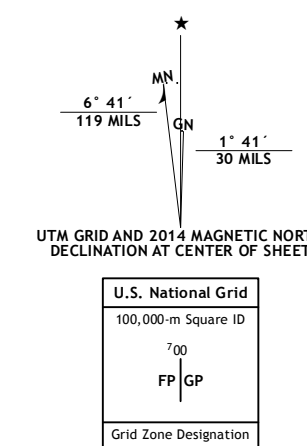 ★
MN
6° 41´
119 MILS
GN
1° 41´
30 MILS
UTM GRID AND 2014 MAGNETIC NORT
DECLINATION AT CENTER OF SHEET
U.S. National Grid
100,000-m Square ID
⁷00
FP GP
Grid Zone Designation